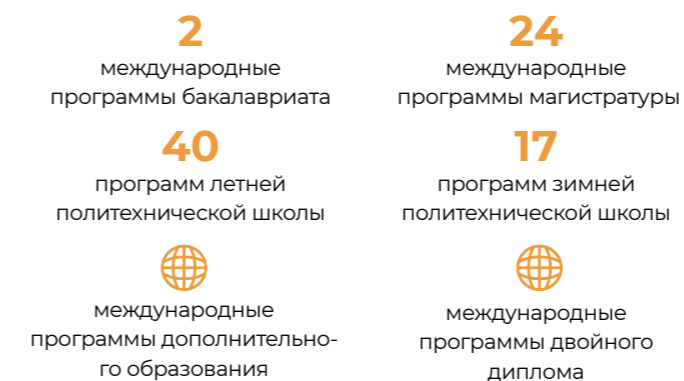 2
международные
программы бакалавриата
24
международные
программы магистратуры
40
программ летней
политехнической школы
17
программ зимней
политехнической школы
международные
программы дополнительно-
го образования
международные
программы двойного
диплома